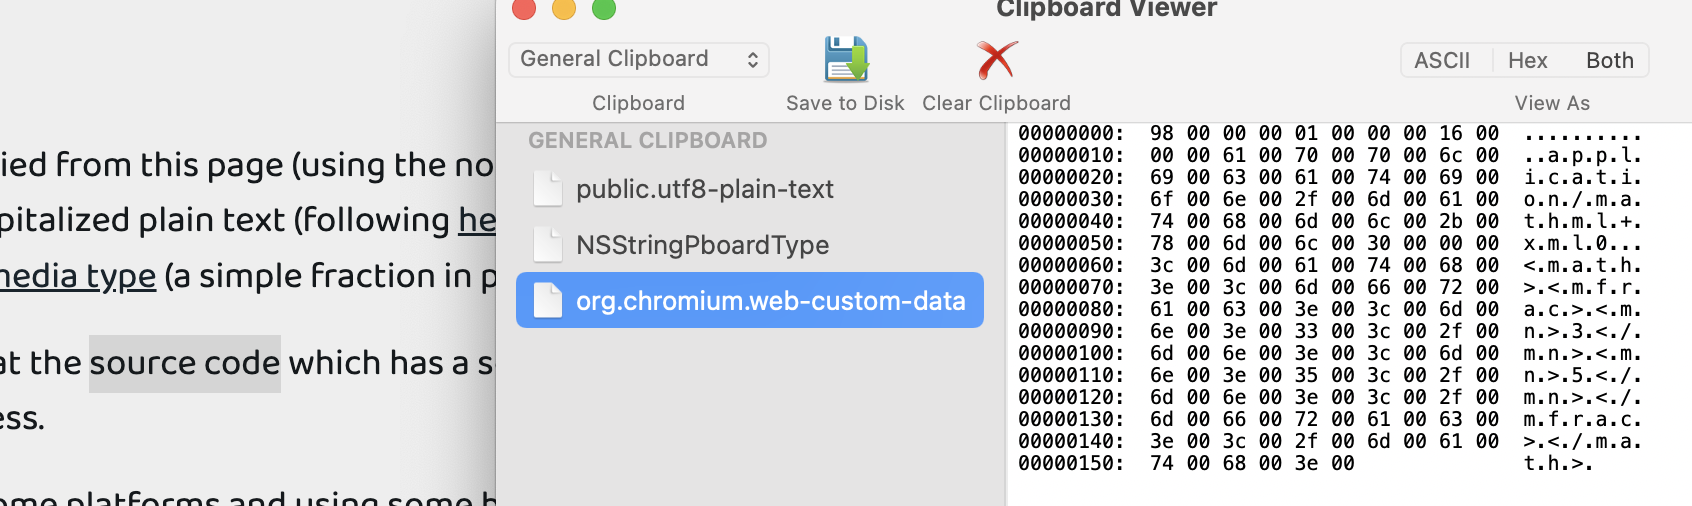 Clipboard Viewer
General Clipboard
ASCII Hex Both
Clipboard Save to Disk Clear Clipboard View As
GENERAL CLIPBOARD
public.utf8-plain-text
NSStringPboardType
org.chromium.web-custom-data
00000000: 98 00 00 00 01 00 00 00 16 00 ..........
00000010: 00 00 61 00 70 00 70 00 6c 00 ..a.p.p.l.
00000020: 69 00 63 00 61 00 74 00 69 00 i.c.a.t.i.
00000030: 6f 00 6e 00 2f 00 6d 00 61 00 o.n./.m.a.
00000040: 74 00 68 00 6d 00 6c 00 2b 00 t.h.m.l.+.
00000050: 78 00 6d 00 6c 00 30 00 00 00 x.m.l.0...
00000060: 3c 00 6d 00 61 00 74 00 68 00 <.m.a.t.h.
00000070: 3e 00 3c 00 6d 00 66 00 72 00 >.<.m.f.r.
00000080: 61 00 63 00 3e 00 3c 00 6d 00 a.c.>.<.m.
00000090: 6e 00 3e 00 33 00 3c 00 2f 00 n.>.3.<./.
00000100: 6d 00 6e 00 3e 00 3c 00 6d 00 m.n.>.<.m.
00000110: 6e 00 3e 00 35 00 3c 00 2f 00 n.>.5.<./.
00000120: 6d 00 6e 00 3e 00 3c 00 2f 00 m.n.>.<./.
00000130: 6d 00 66 00 72 00 61 00 63 00 m.f.r.a.c.
00000140: 3e 00 3c 00 2f 00 6d 00 61 00 >.<./.m.a.
00000150: 74 00 68 00 3e 00 t.h.>.
ied from this page (using the no
pitalized plain text (following he
media type (a simple fraction in p
at the source code which has a s
ess.
ome platforms and using some b